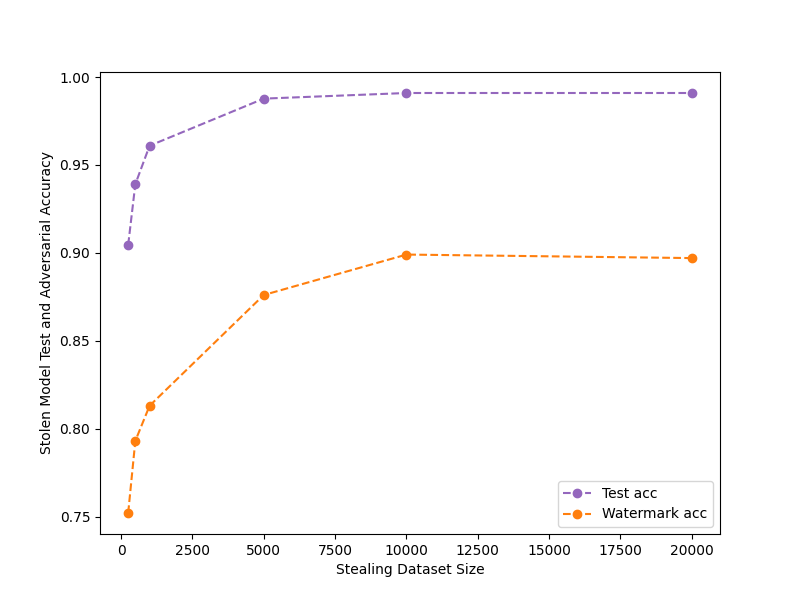 1.00
0.95
0.90
0.85
0.80
0.75
Stolen Model Test and Adversarial Accuracy
Test acc
Watermark acc
0 2500 5000 7500 10000 12500 15000 17500 20000
Stealing Dataset Size